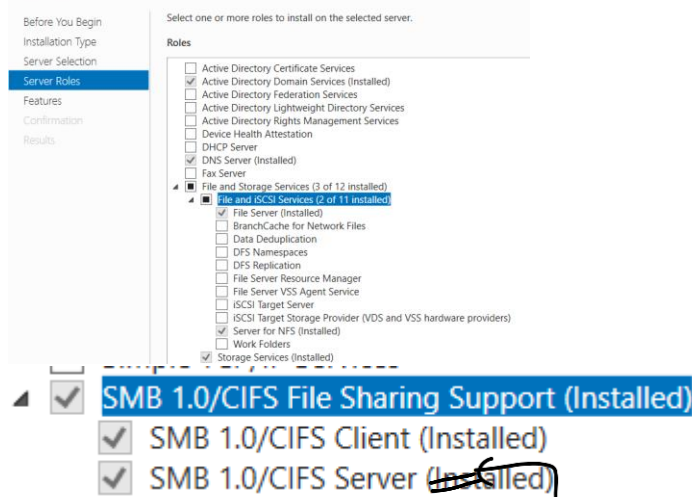 Before You Begin
Installation Type
Server Selection
Server Roles
Features
Confirmation
Results
Select one or more roles to install on the selected server.
Roles
Active Directory Certificate Services
Active Directory Domain Services (Installed)
Active Directory Federation Services
Active Directory Lightweight Directory Services
Active Directory Rights Management Services
Device Health Attestation
DHCP Server
DNS Server (Installed)
Fax Server
File and Storage Services (3 of 12 installed)
File and iSCSI Services (2 of 11 installed)
File Server (Installed)
BranchCache for Network Files
Data Deduplication
DFS Namespaces
DFS Replication
File Server Resource Manager
File Server VSS Agent Service
iSCSI Target Server
iSCSI Target Storage Provider (VDS and VSS hardware providers)
Server for NFS (Installed)
Work Folders
Storage Services (Installed)
SMB 1.0/CIFS File Sharing Support (Installed)
SMB 1.0/CIFS Client (Installed)
SMB 1.0/CIFS Server (Installed)